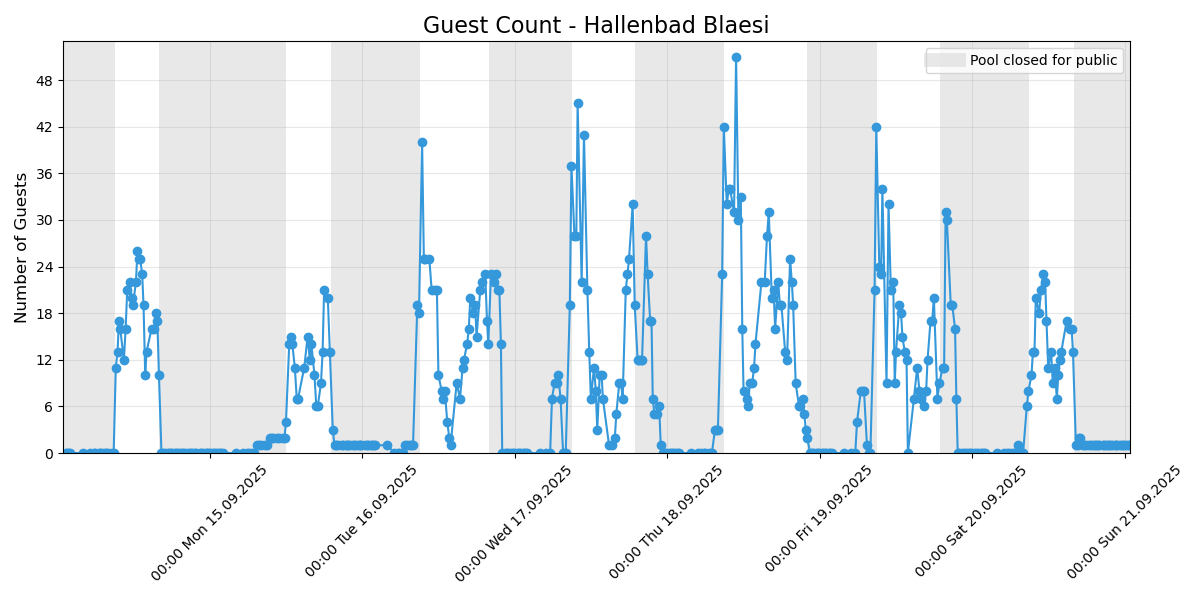 Guest Count - Hallenbad Blaesi
Pool closed for public
Number of Guests
48
42
36
30
24
18
12
6
0
00:00 Mon 15.09.2025
00:00 Tue 16.09.2025
00:00 Wed 17.09.2025
00:00 Thu 18.09.2025
00:00 Fri 19.09.2025
00:00 Sat 20.09.2025
00:00 Sun 21.09.2025